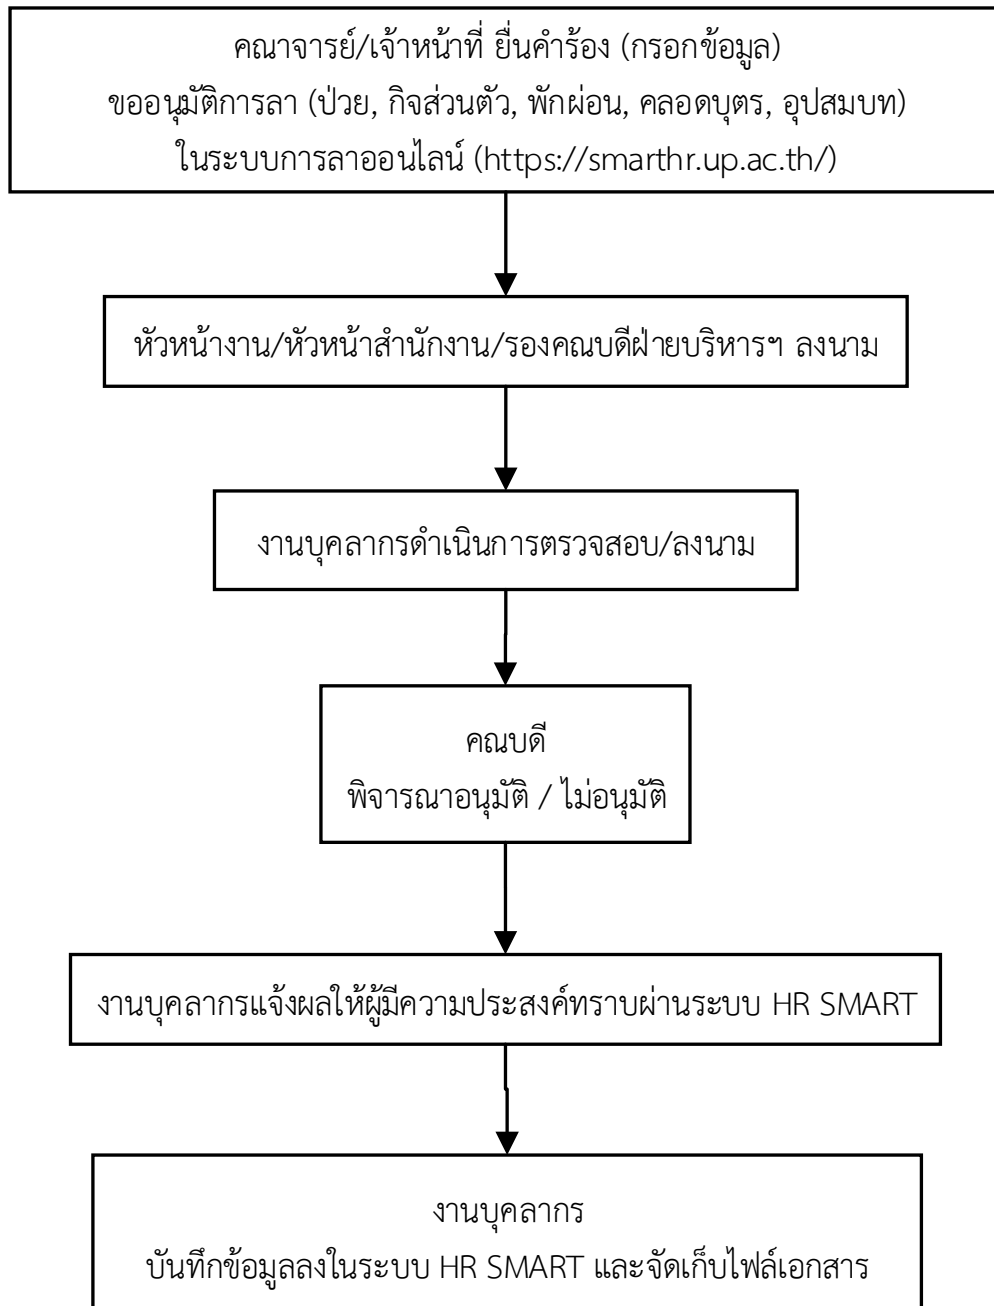 คณาจารย์/เจ้าหน้าที่ ยื่นคำร้อง (กรอกข้อมูล)
ขออนุมัติการลา (ป่วย, กิจส่วนตัว, พักผ่อน, คลอดบุตร, อุปสมบท)
ในระบบการลาออนไลน์ (https://smarthr.up.ac.th/)
หัวหน้างาน/หัวหน้าสำนักงาน/รองคณบดีฝ่ายบริหารฯ ลงนาม
งานบุคลากรดำเนินการตรวจสอบ/ลงนาม
คณบดี
พิจารณาอนุมัติ / ไม่อนุมัติ
งานบุคลากรแจ้งผลให้ผู้มีความประสงค์ทราบผ่านระบบ HR SMART
งานบุคลากร
บันทึกข้อมูลลงในระบบ HR SMART และจัดเก็บไฟล์เอกสาร